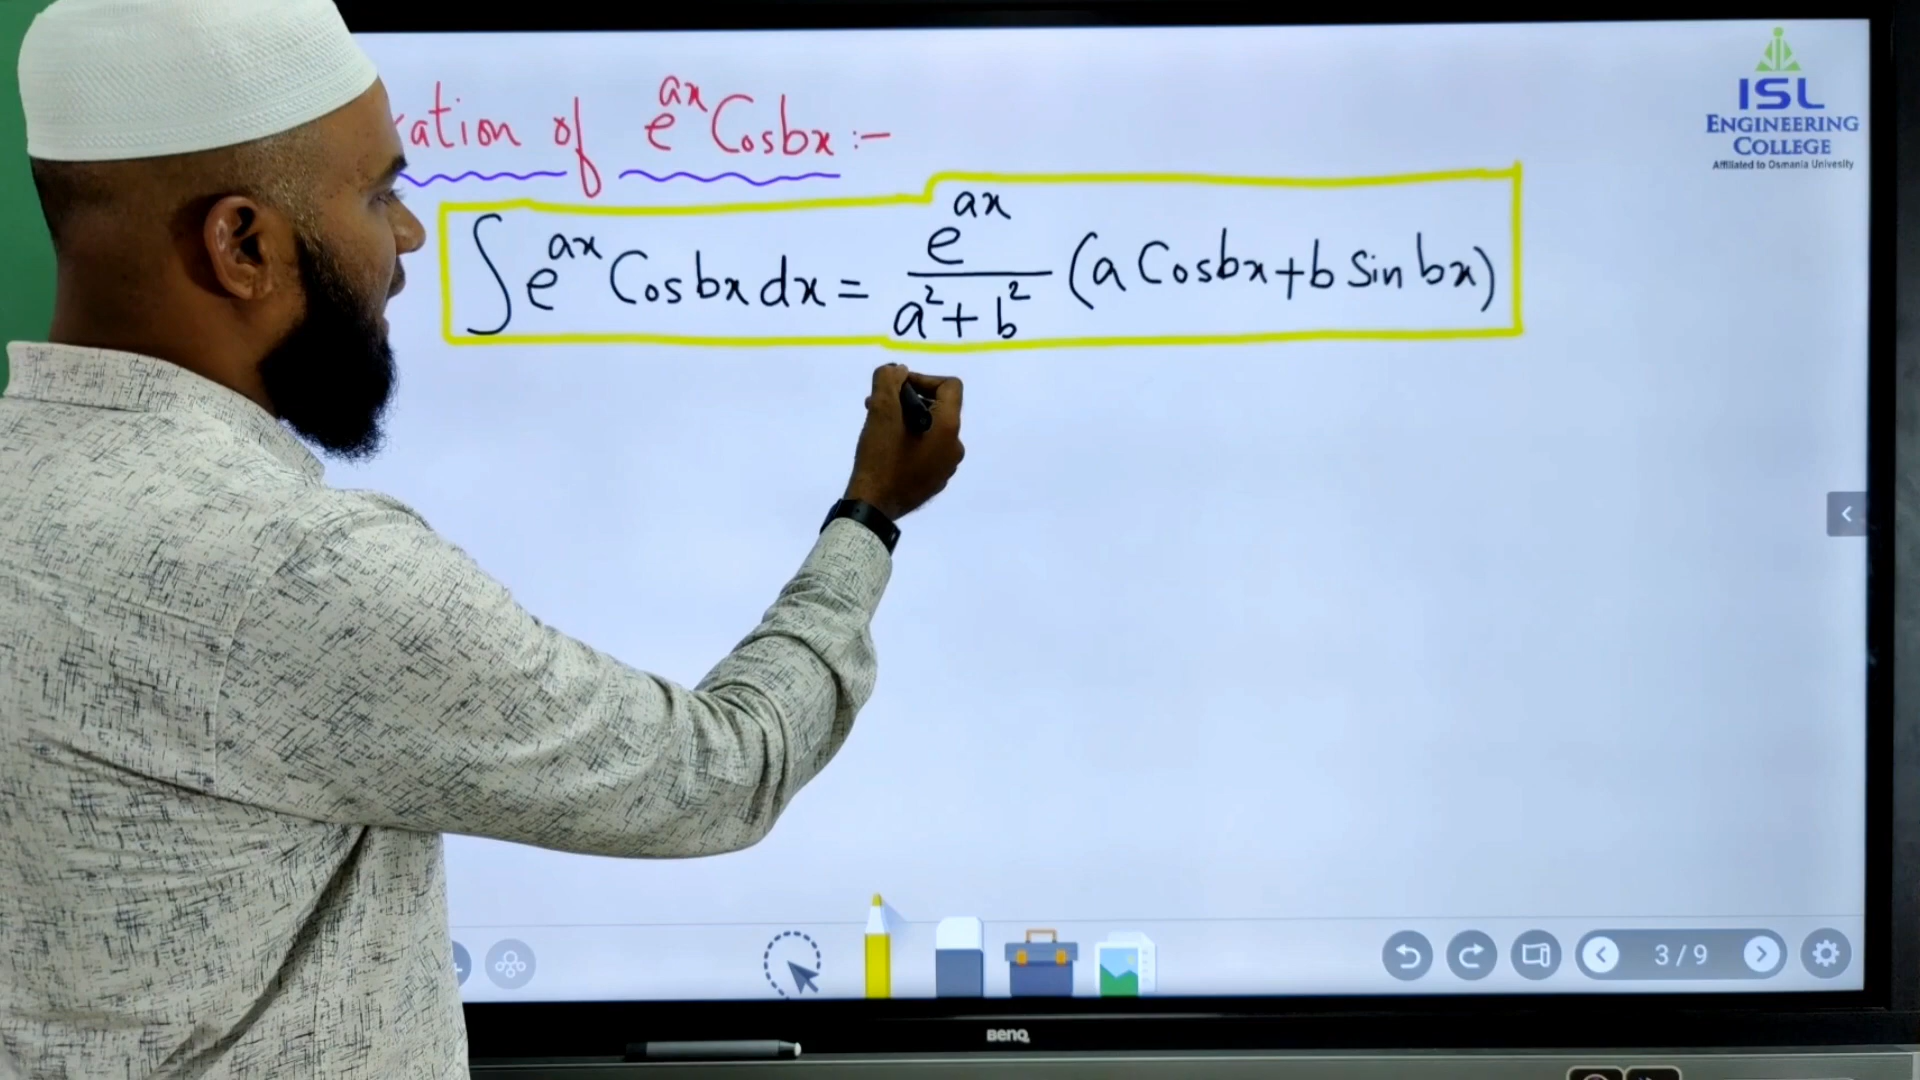 ation of e^ax Cosbx :-
∫ e^ax Cosbx dx = e^ax / a²+b² (a Cosbx + b Sin bx)
ISL
ENGINEERING
COLLEGE
Affiliated to Osmania Univesity
3/9
BenQ